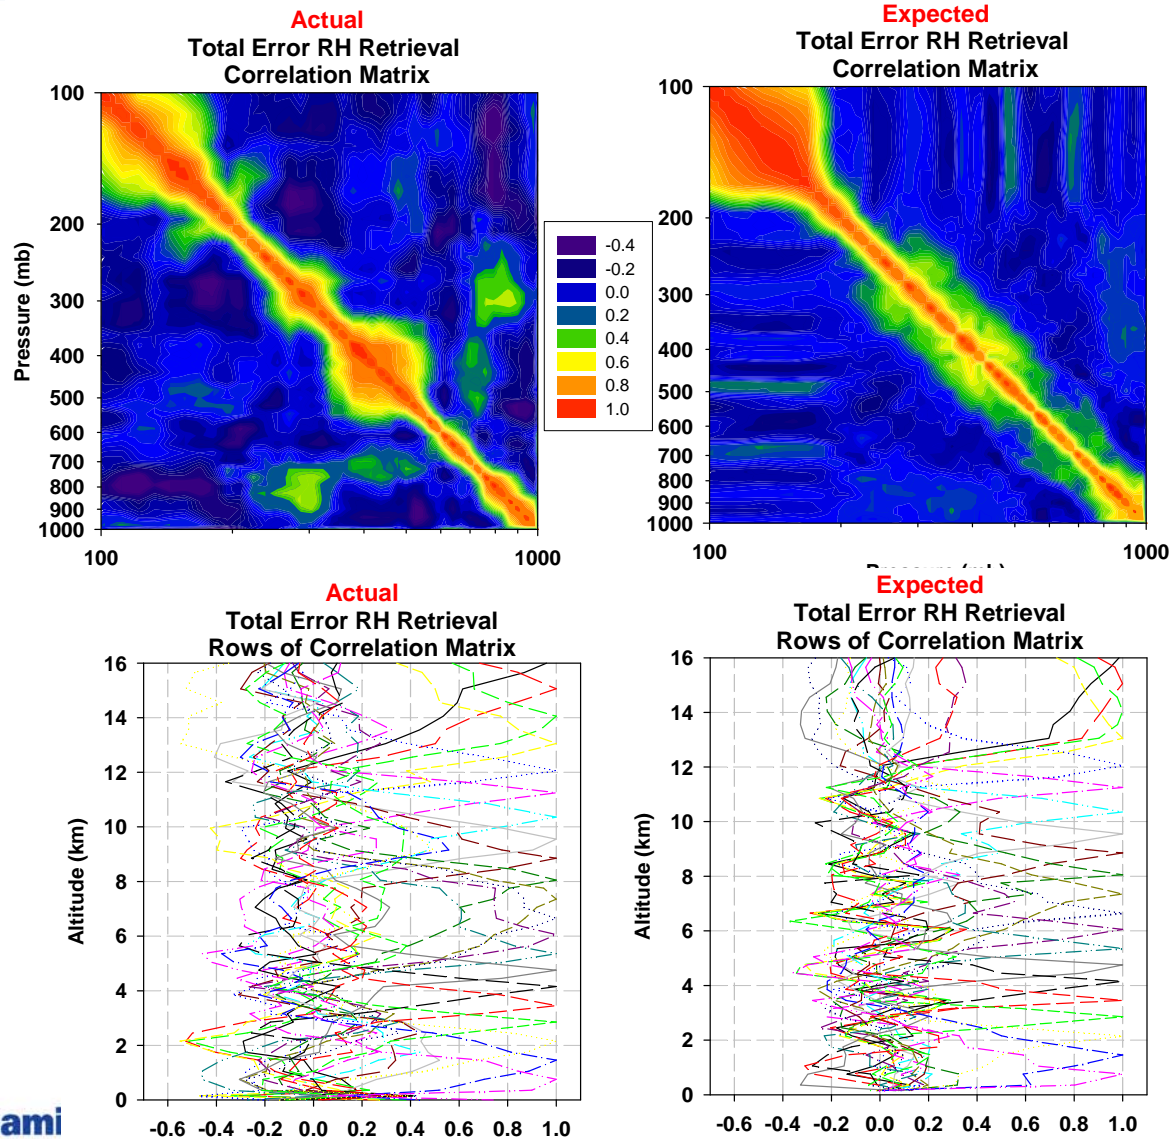 Actual
Total Error RH Retrieval
Correlation Matrix
100
200
300
400
500
600
700
800
900
1000
Pressure (mb)
100
1000
-0.4
-0.2
0.0
0.2
0.4
0.6
0.8
1.0
Expected
Total Error RH Retrieval
Correlation Matrix
100
200
300
400
500
600
700
800
900
1000
100
1000
Actual
Total Error RH Retrieval
Rows of Correlation Matrix
16
14
12
10
8
6
4
2
0
Altitude (km)
-0.6 -0.4 -0.2 0.0 0.2 0.4 0.6 0.8 1.0
Expected
Total Error RH Retrieval
Rows of Correlation Matrix
16
14
12
10
8
6
4
2
0
Altitude (km)
-0.6 -0.4 -0.2 0.0 0.2 0.4 0.6 0.8 1.0
ami